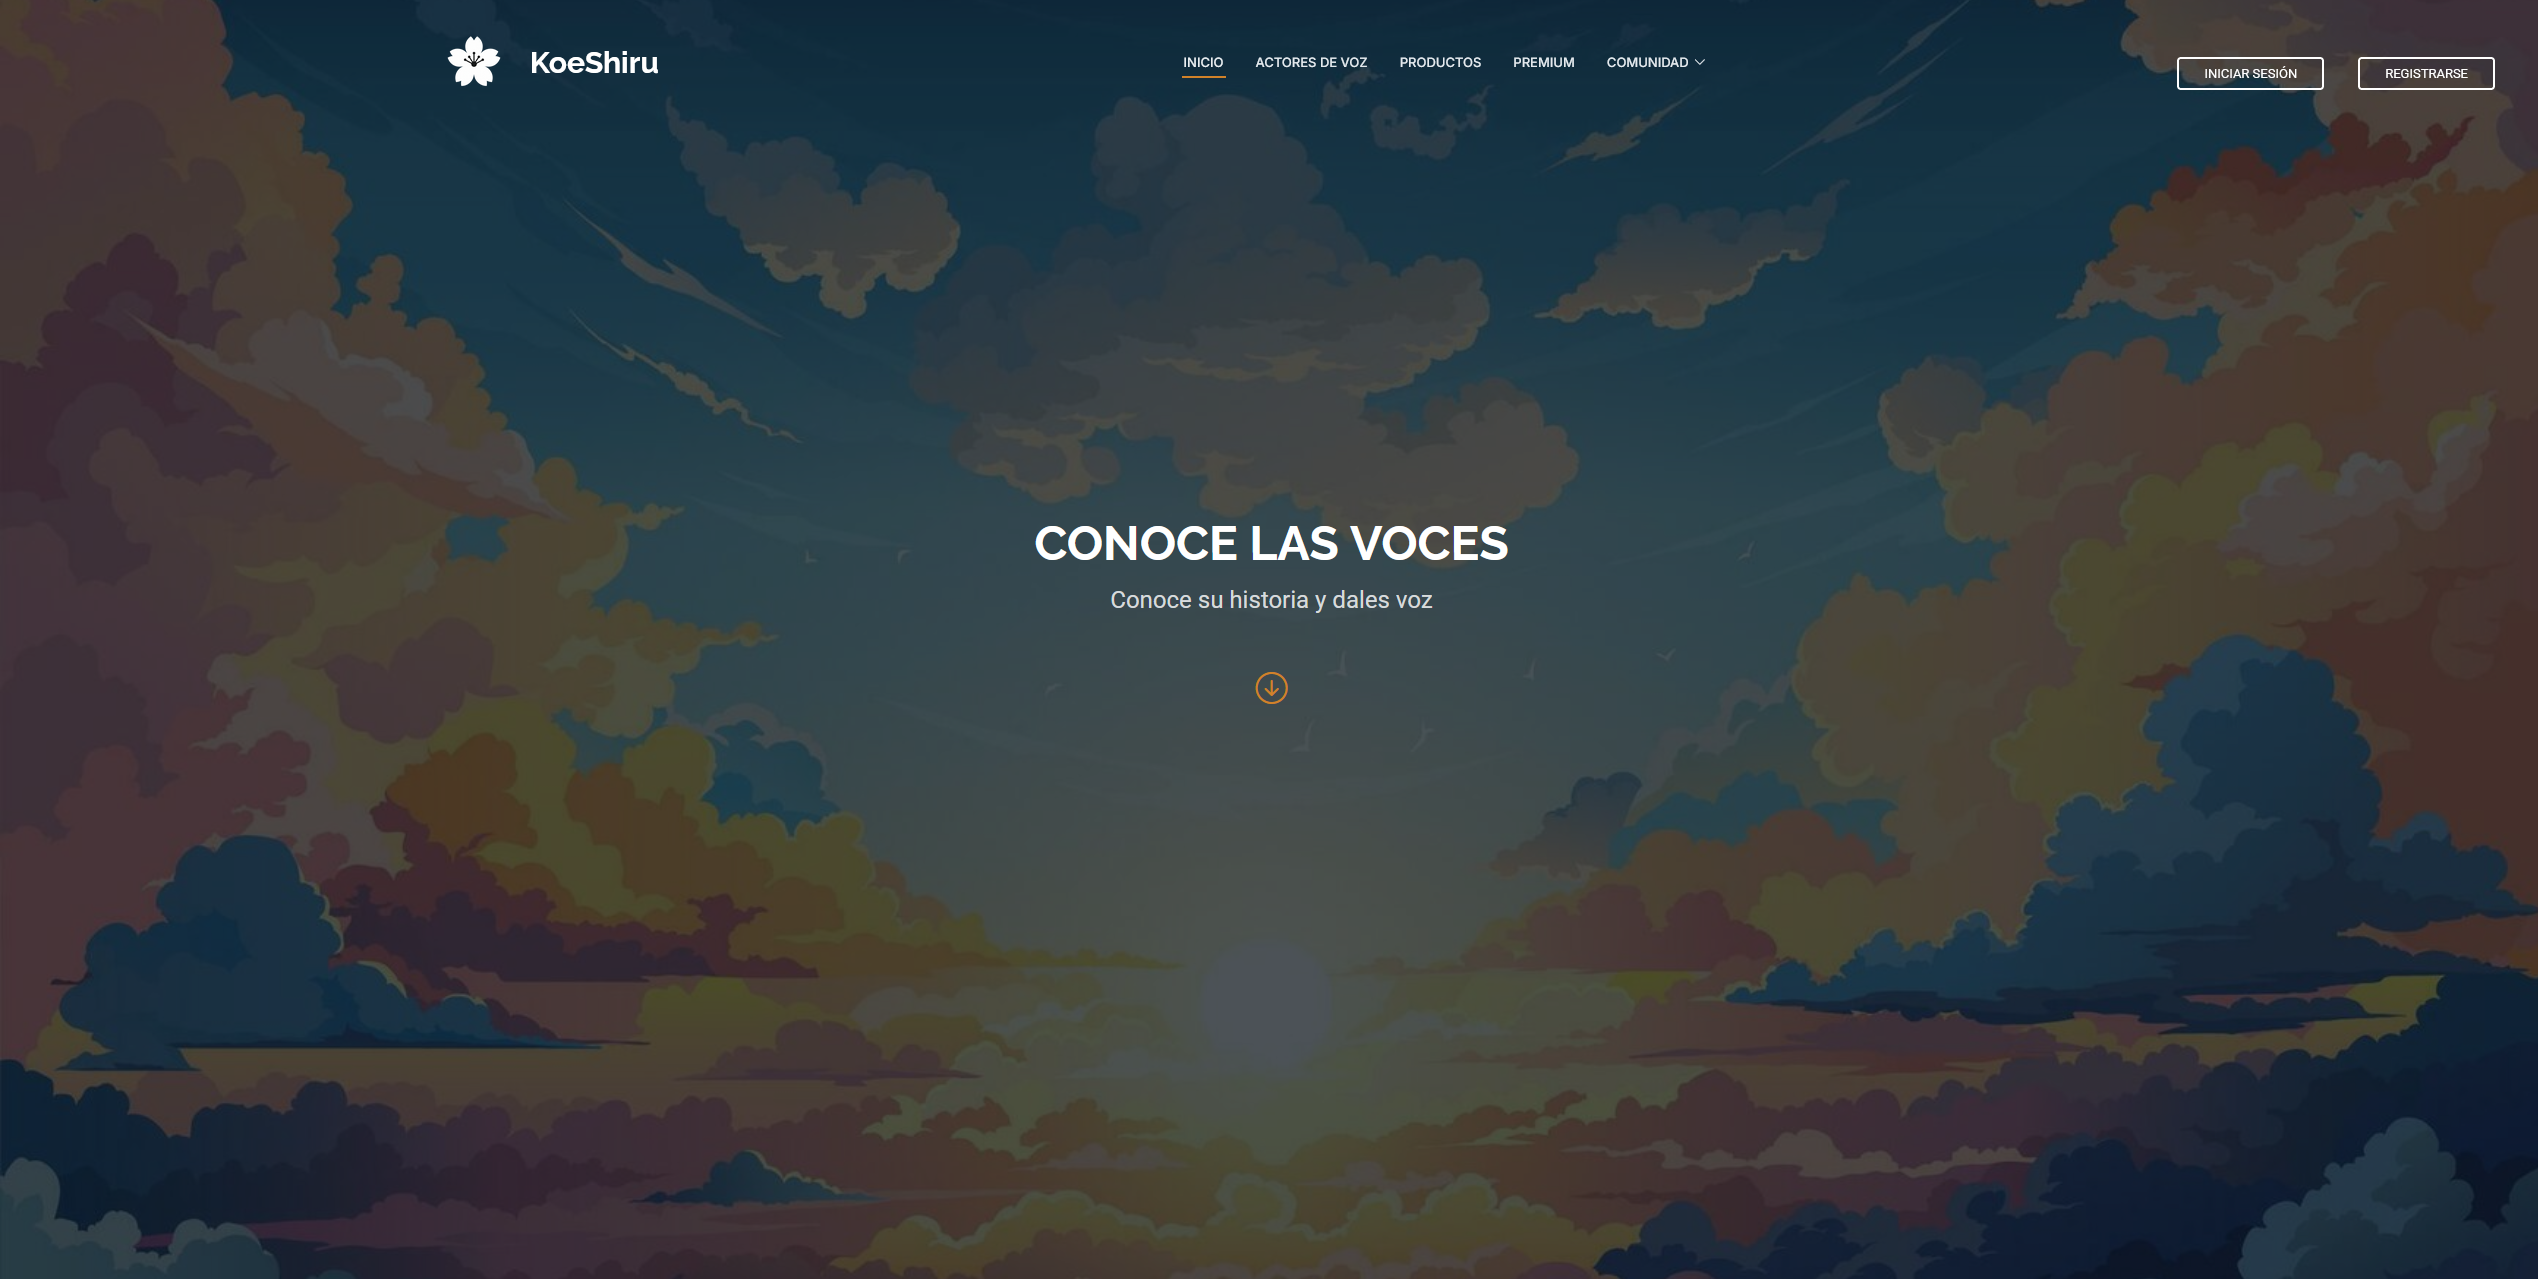 KoeShiru
INICIO ACTORES DE VOZ PRODUCTOS PREMIUM COMUNIDAD
INICIAR SESIÓN REGISTRARSE
CONOCE LAS VOCES
Conoce su historia y dales voz